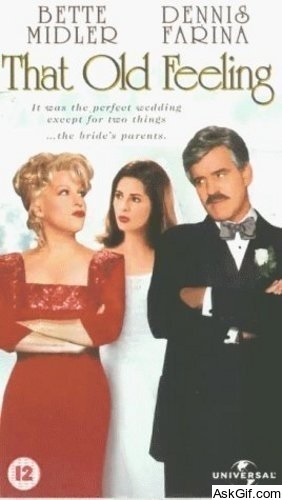 BETTE DENNIS
MIDLER FARINA
That Old Feeling
It was the perfect wedding
except for two things
...the bride's parents.
12
UNIVERSAL
AskGif.com